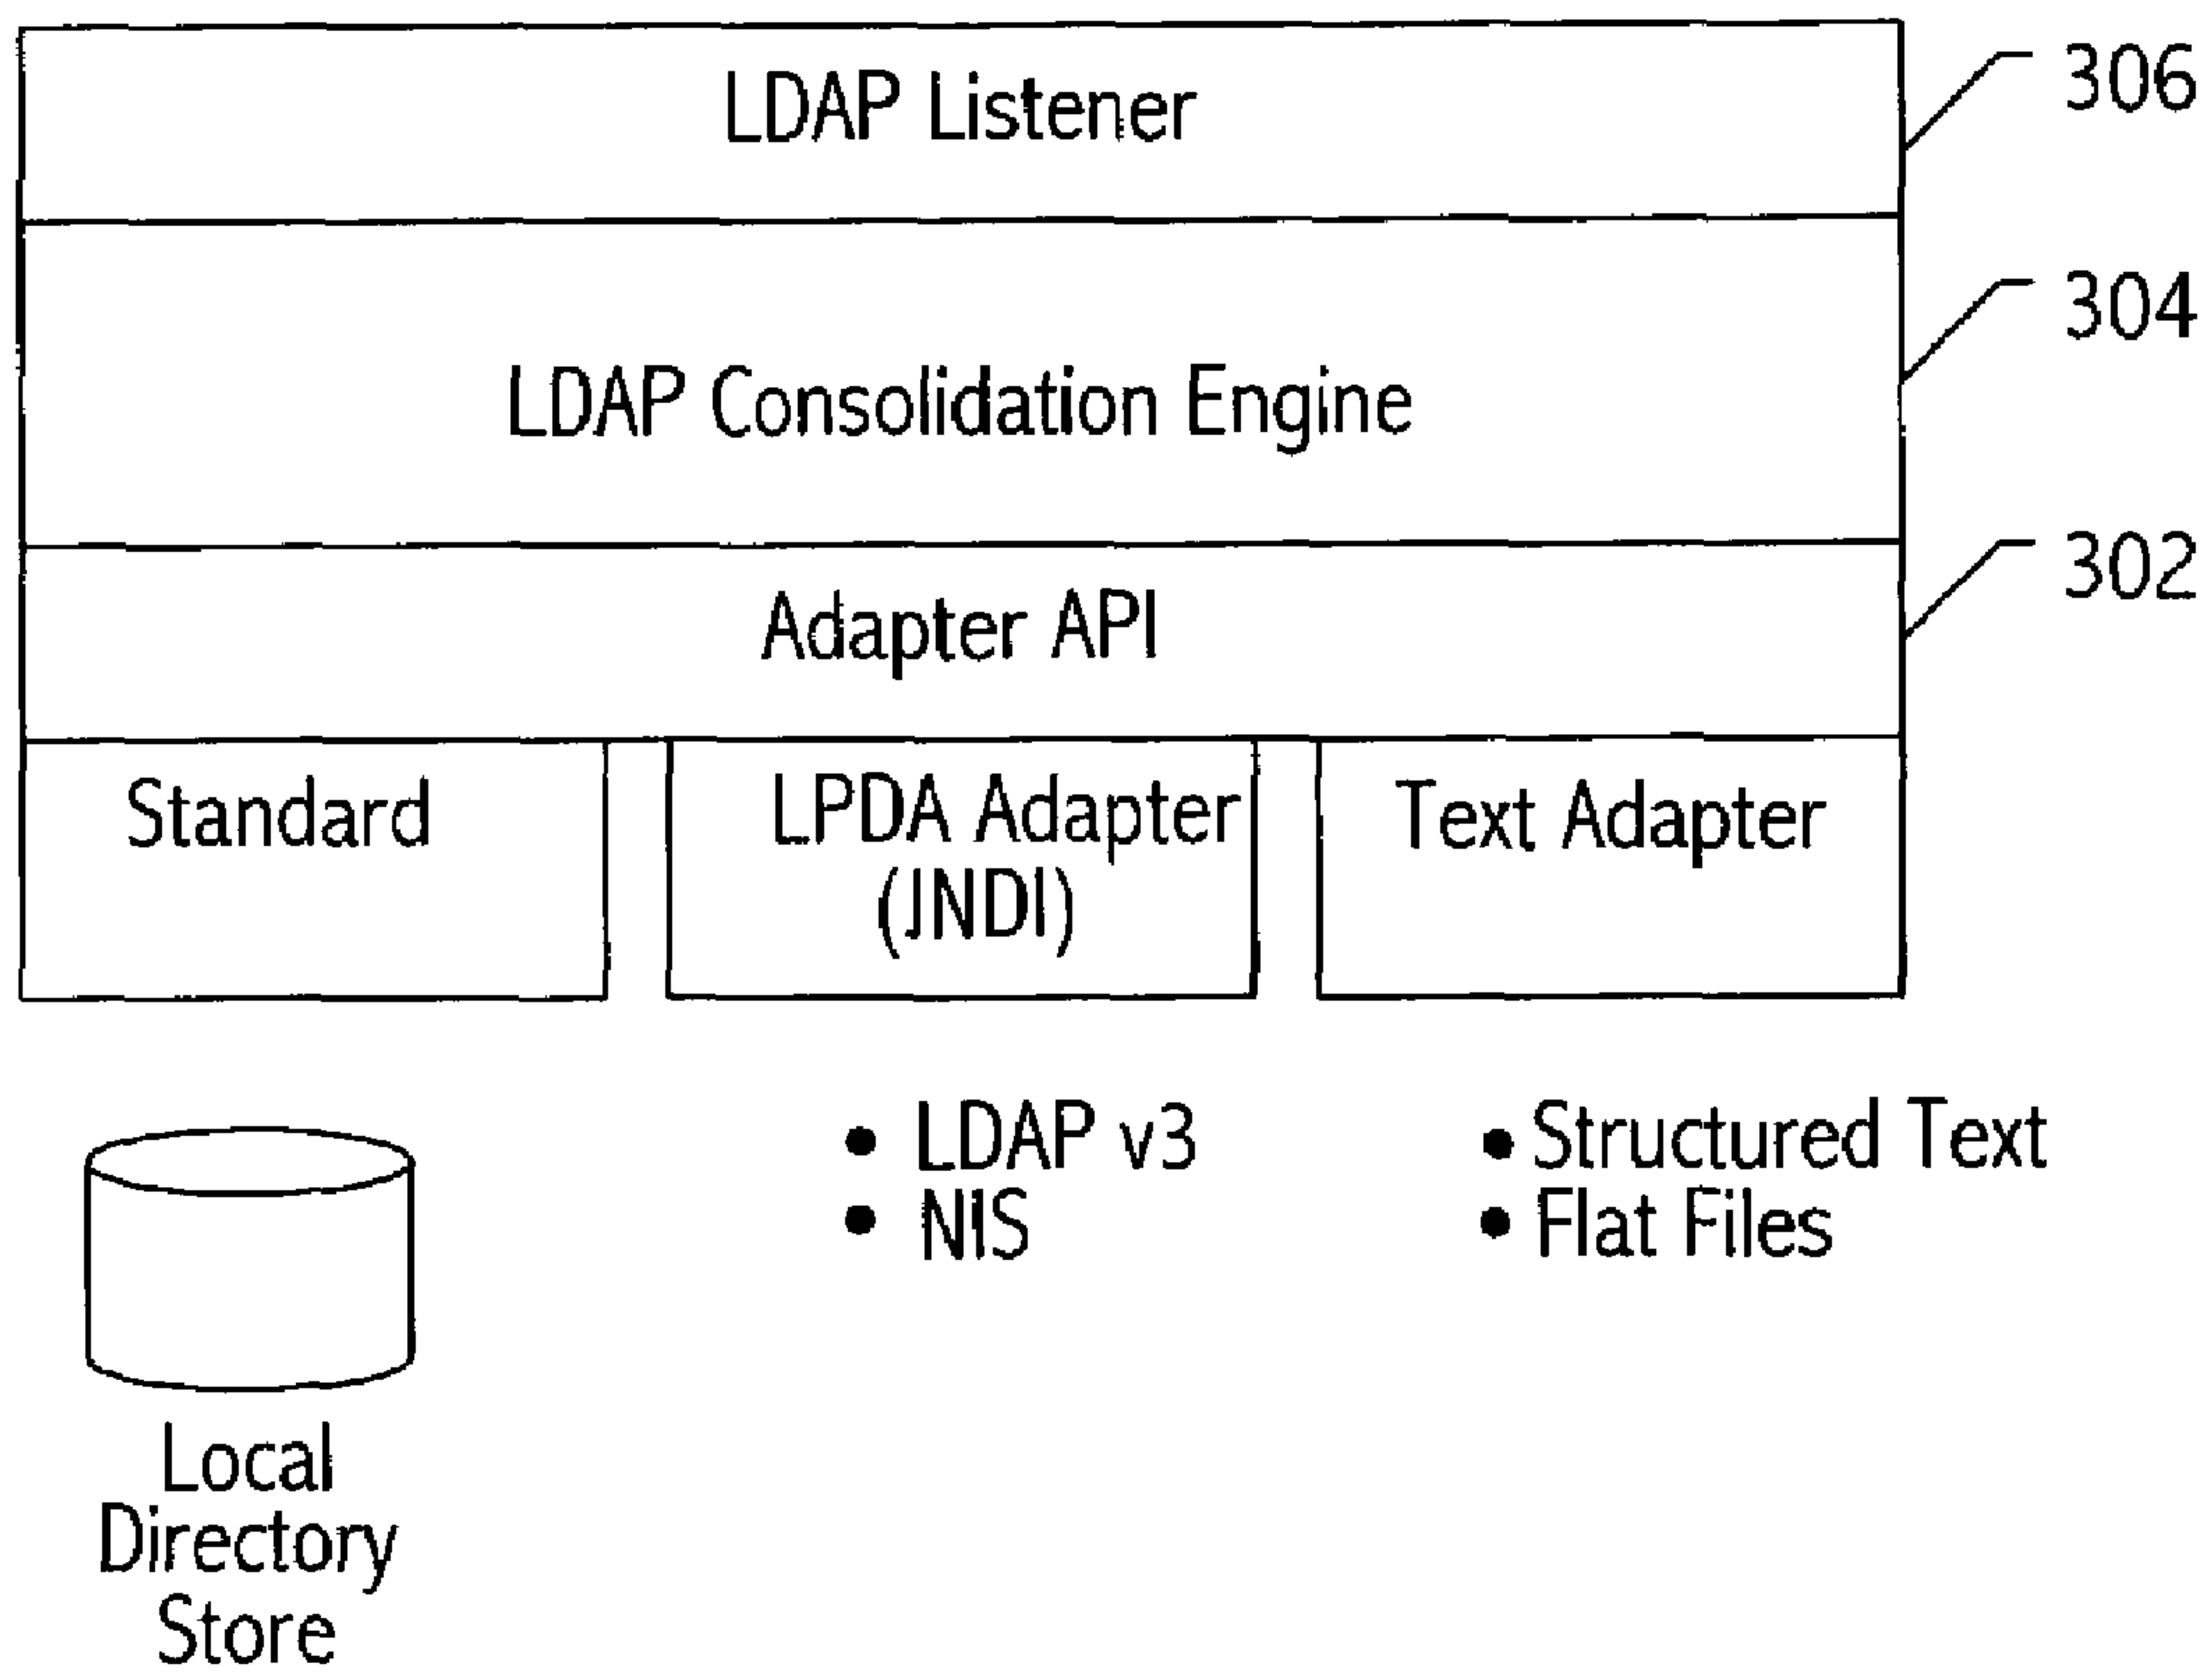 LDAP Listener
306
LDAP Consolidation Engine
304
Adapter API
302
Standard
LPDA Adapter
(JNDI)
Text Adapter
• LDAP v3
• NIS
• Structured Text
• Flat Files
Local
Directory
Store